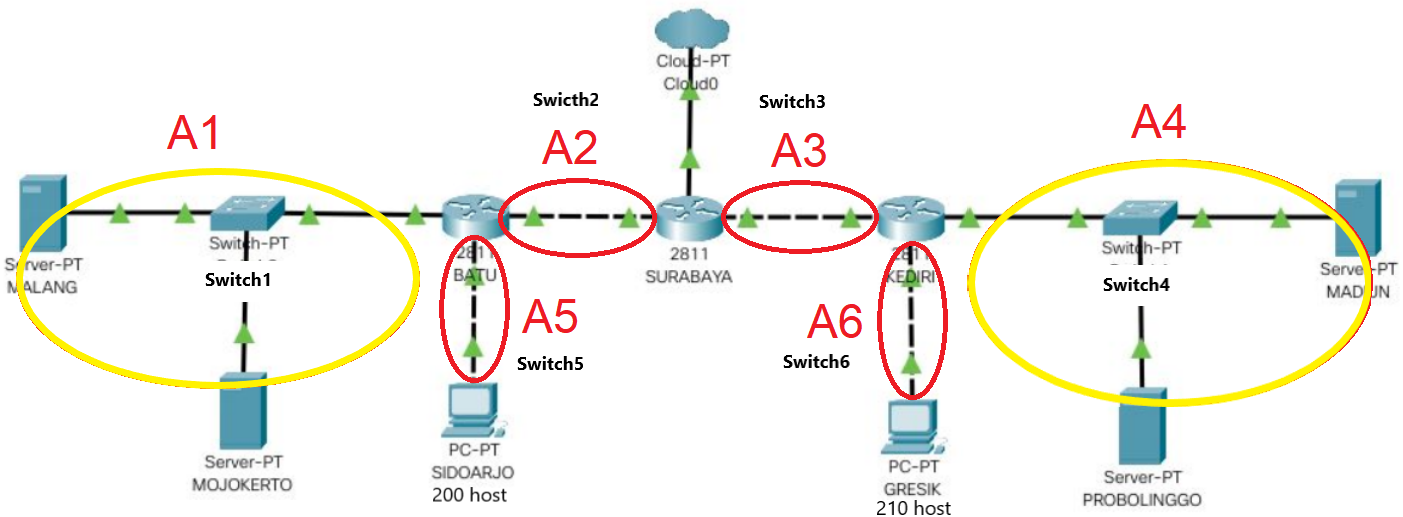 Cloud-PT
Cloud0
Swicth2
Switch3
A1
A2
A3
A4
Switch-PT
Switch1
Server-PT
MALANG
2811
BATU
2811
SURABAYA
2811
KEDIRI
Switch-PT
Switch4
Server-PT
MADIUN
A5
Switch5
A6
Switch6
Server-PT
MOJOKERTO
PC-PT
SIDOARJO
200 host
PC-PT
GRESIK
210 host
Server-PT
PROBOLINGGO